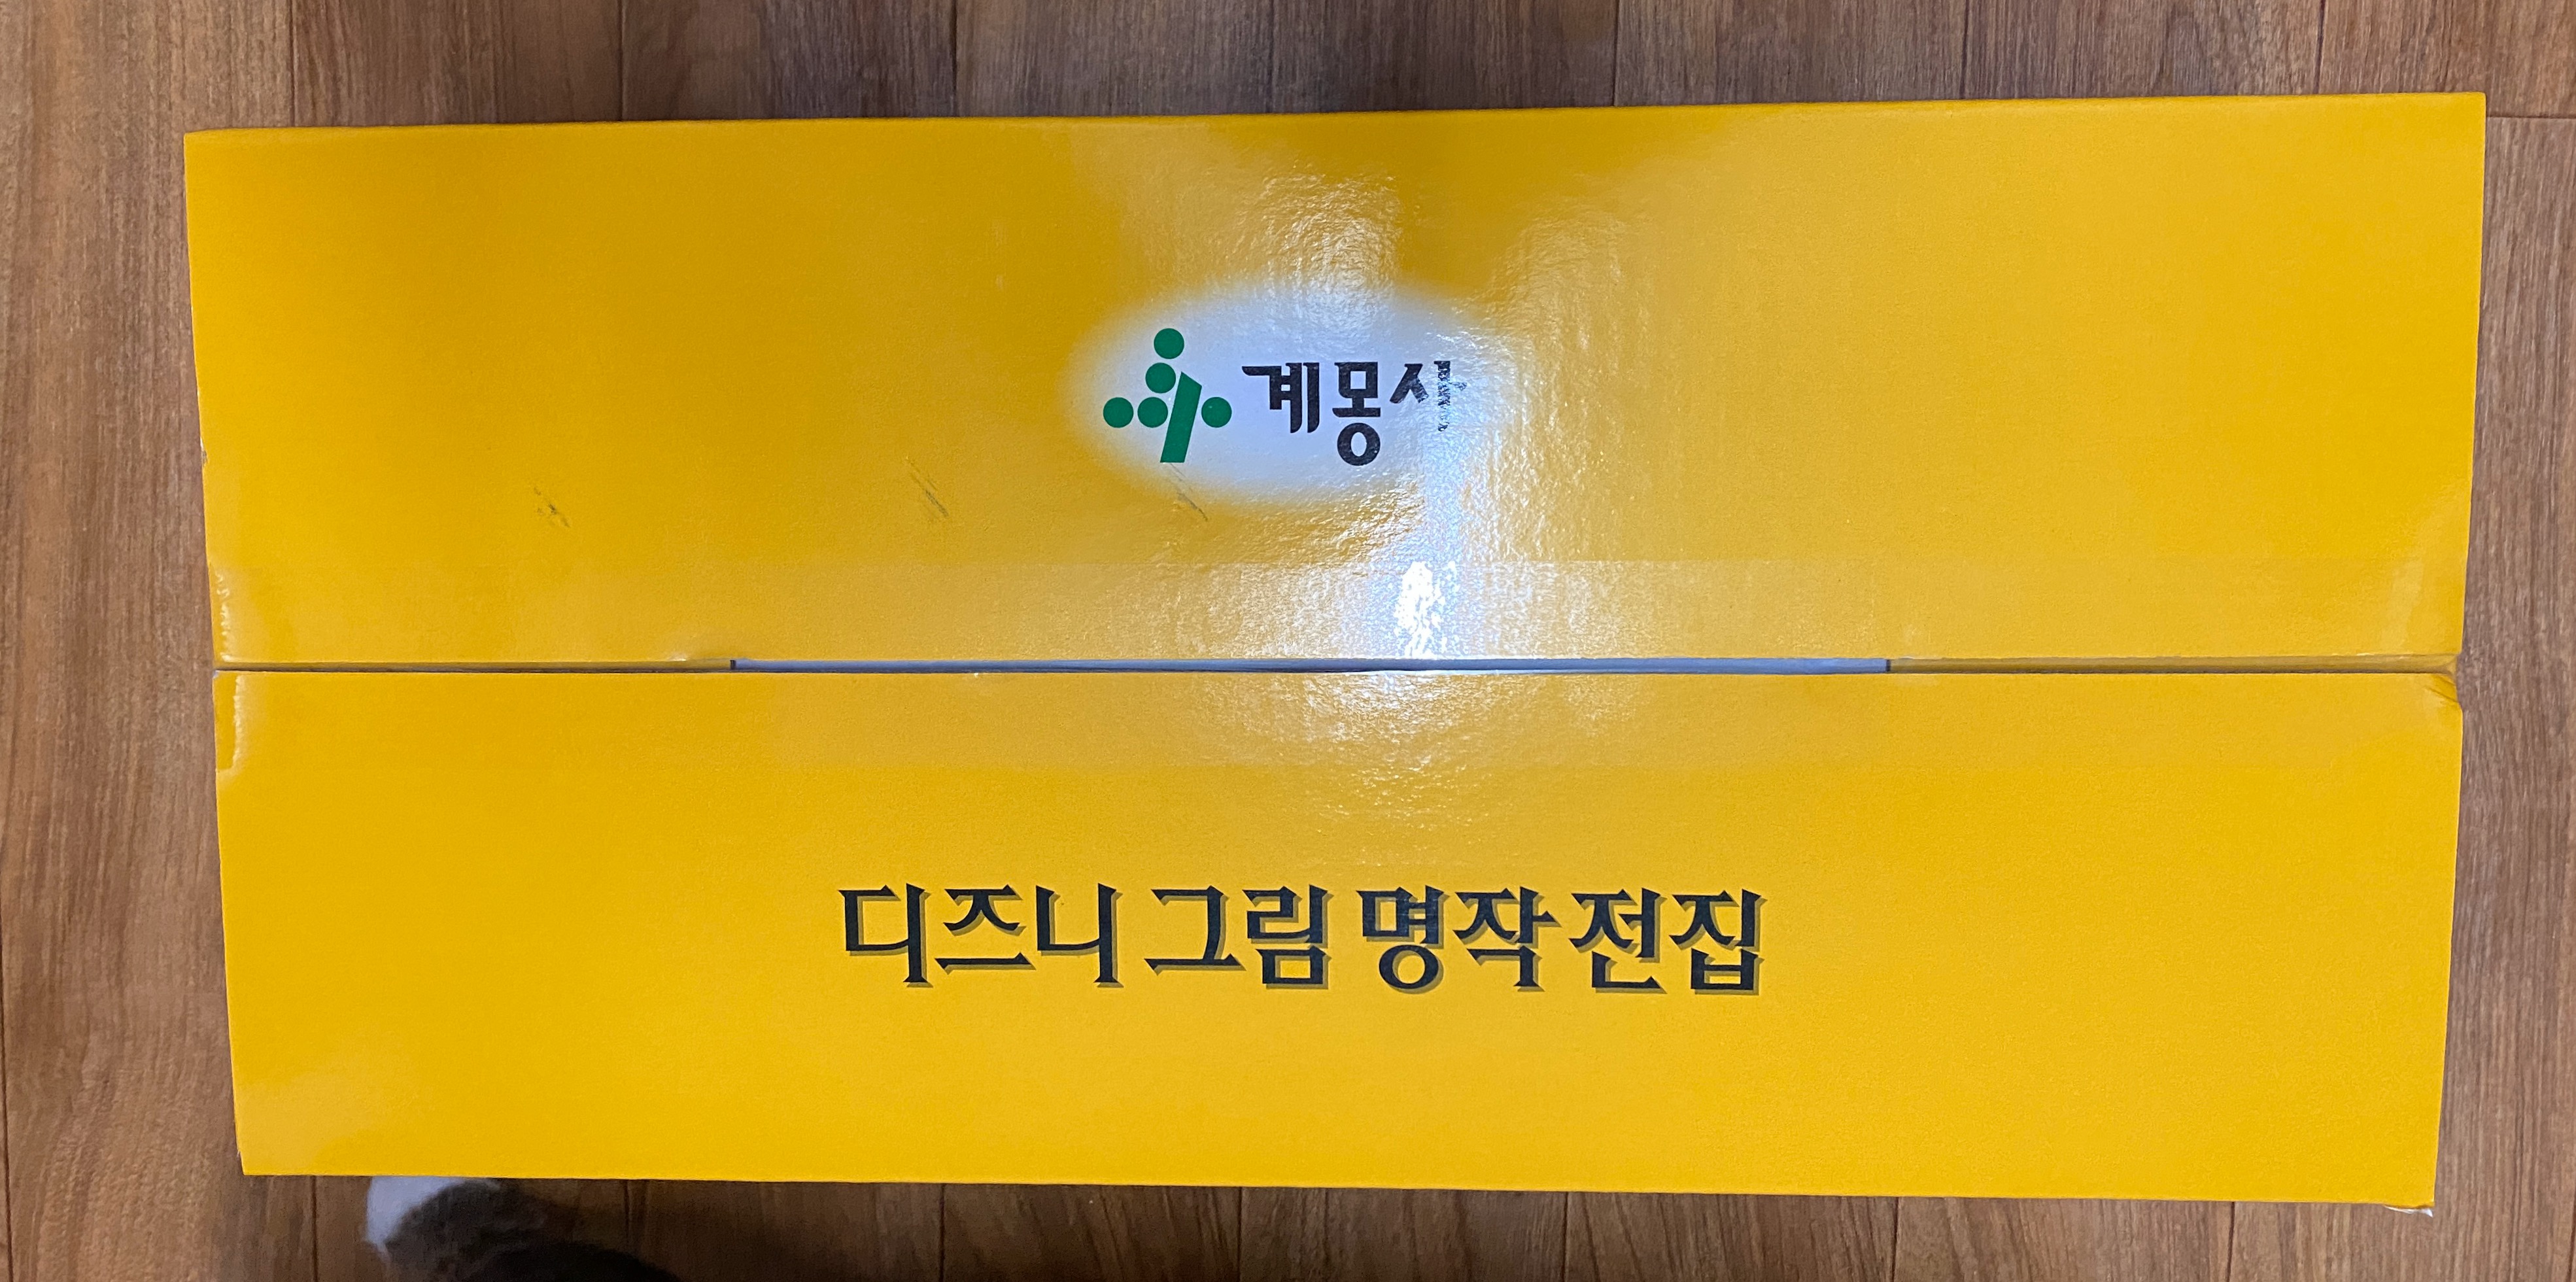 계몽사
디즈니 그림 명작 전집